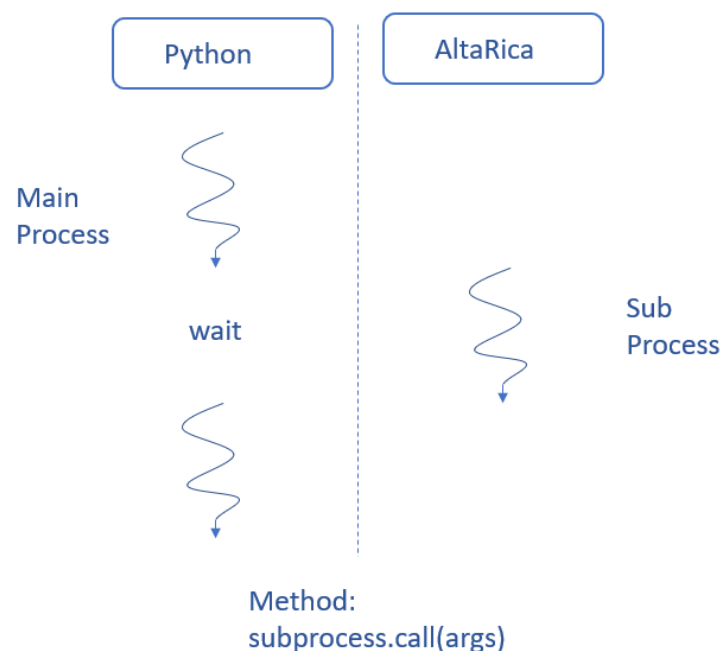 Python
AltaRica
Main
Process
wait
Sub
Process
Method:
subprocess.call(args)